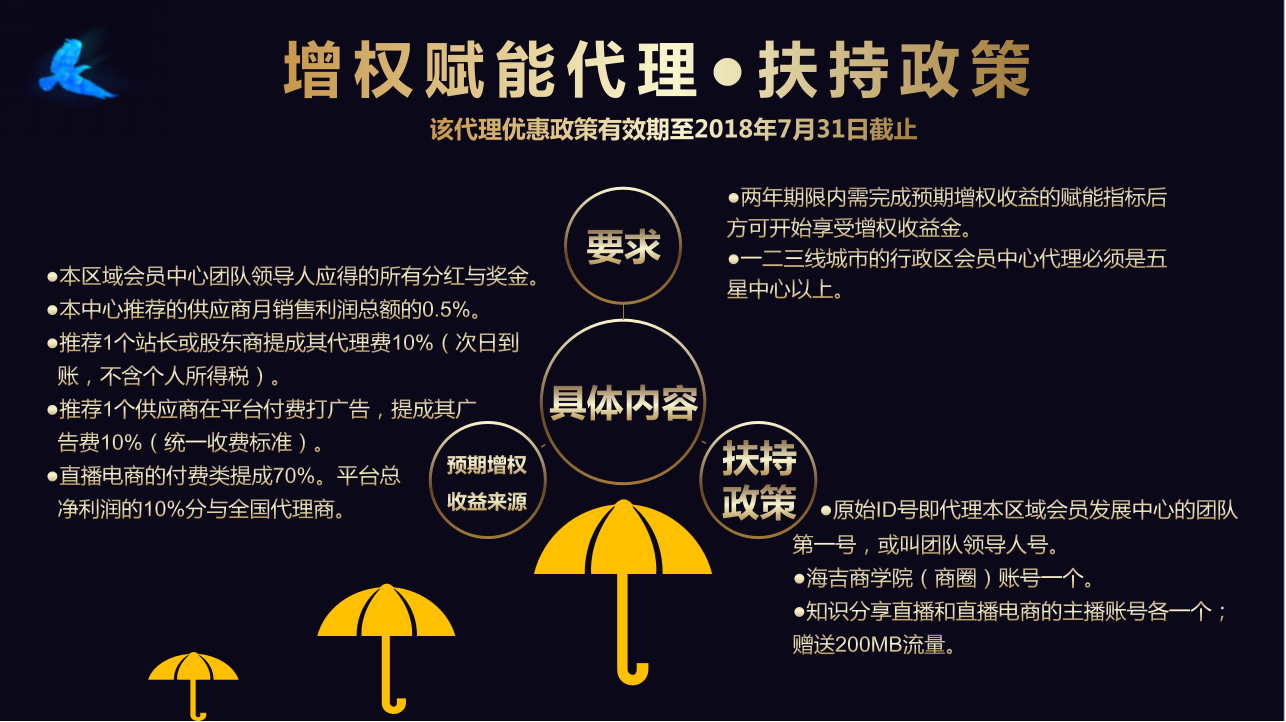 增权赋能代理●扶持政策
该代理优惠政策有效期至2018年7月31日截止
要求
●两年期限内需完成预期增权收益的赋能指标后
方可开始享受增权收益金。
●一二三线城市的行政区会员中心代理必须是五
星中心以上。
具体内容
预期增权
收益来源
●本区域会员中心团队领导人应得的所有分红与奖金。
●本中心推荐的供应商月销售利润总额的0.5%。
●推荐1个站长或股东商提成其代理费10%（次日到
账，不含个人所得税）。
●推荐1个供应商在平台付费打广告，提成其广
告费10%（统一收费标准）。
●直播电商的付费类提成70%。平台总
净利润的10%分与全国代理商。
扶持
政策
●原始ID号即代理本区域会员发展中心的团队
第一号，或叫团队领导人号。
●海吉商学院（商圈）账号一个。
●知识分享直播和直播电商的主播账号各一个；
赠送200MB流量。